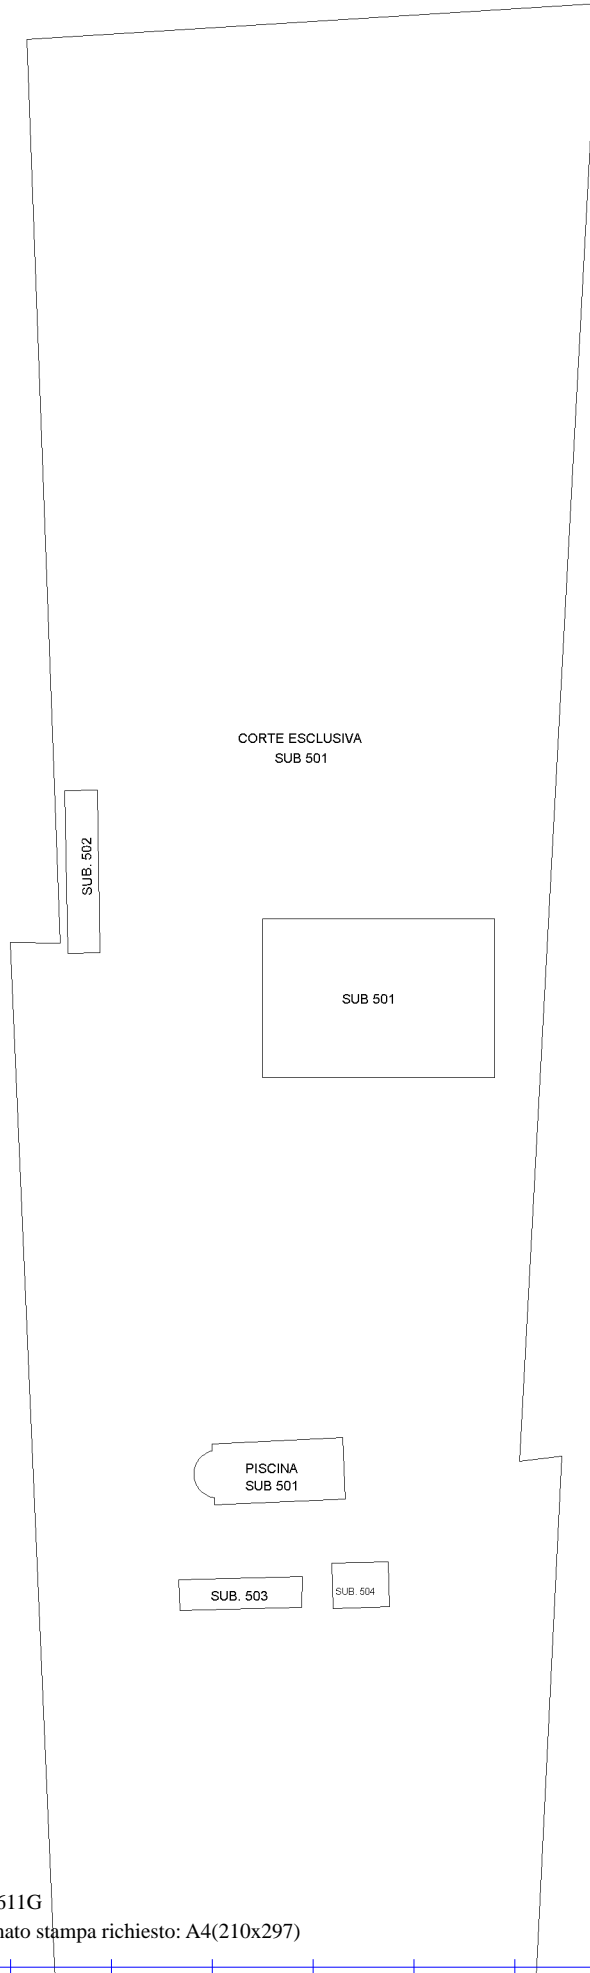 CORTE ESCLUSIVA
SUB 501
SUB. 502
SUB 501
PISCINA
SUB 501
SUB. 503
SUB. 504
611G
nato stampa richiesto: A4(210x297)